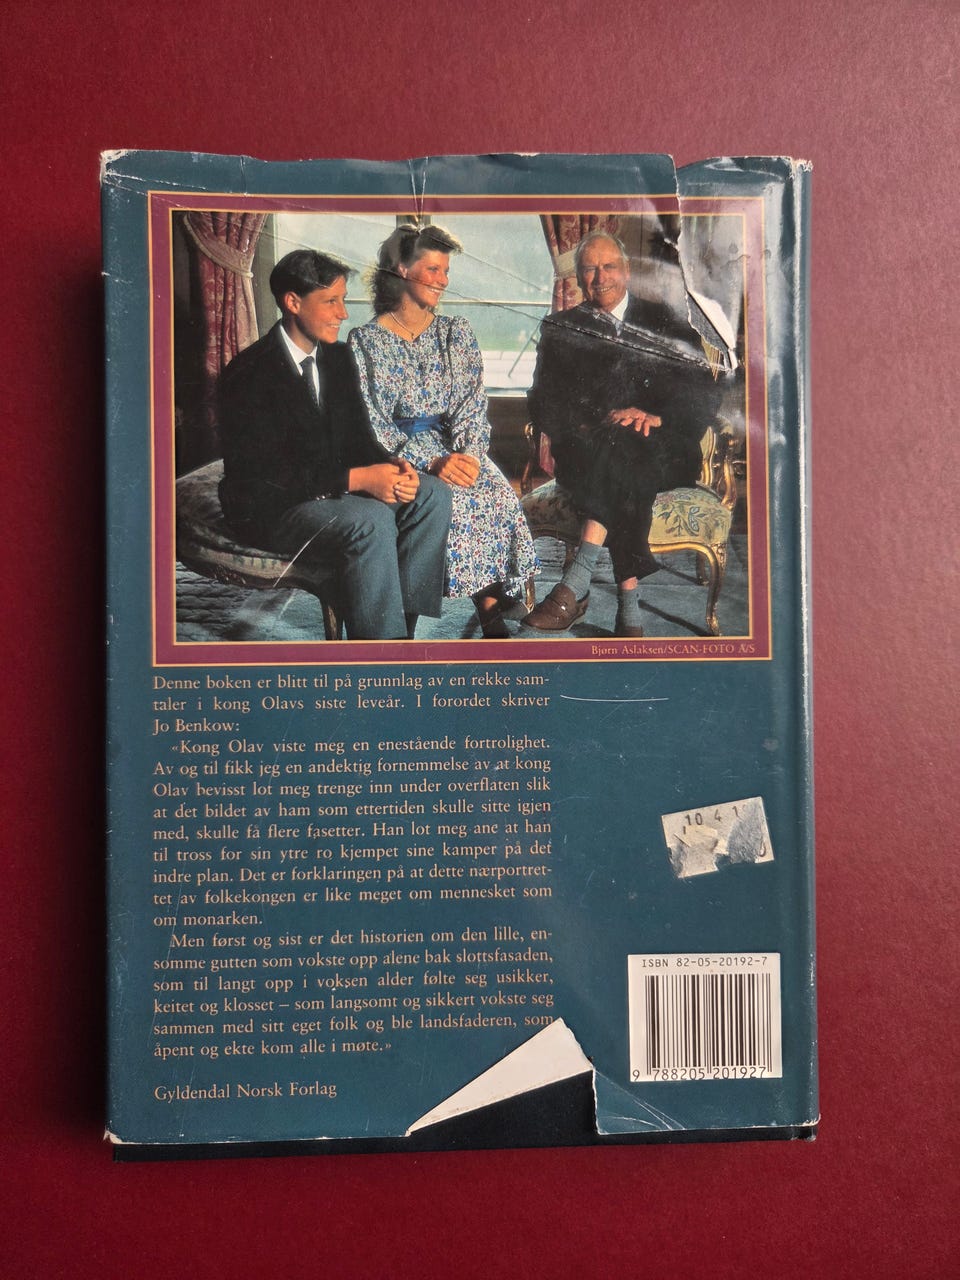 Bjørn Aslaksen/SCAN-FOTO A/S
Denne boken er blitt til på grunnlag av en rekke sam-
taler i kong Olavs siste leveår. I forordet skriver
Jo Benkow:
«Kong Olav viste meg en enestående fortrolighet.
Av og til fikk jeg en andektig fornemmelse av at kong
Olav bevisst lot meg trenge inn under overflaten slik
at det bildet av ham som ettertiden skulle sitte igjen
med, skulle få flere fasetter. Han lot meg ane at han
til tross for sin ytre ro kjempet sine kamper på det
indre plan. Det er forklaringen på at dette nærportret-
tet av folkekongen er like meget om mennesket som
om monarken.
Men først og sist er det historien om den lille, en-
somme gutten som vokste opp alene bak slottsfasaden,
som til langt opp i voksen alder følte seg usikker,
keitet og klosset – som langsomt og sikkert vokste seg
sammen med sitt eget folk og ble landsfaderen, som
åpent og ekte kom alle i møte.»
Gyldendal Norsk Forlag
10 4
ISBN 82-05-20192-7
9 788205 201927